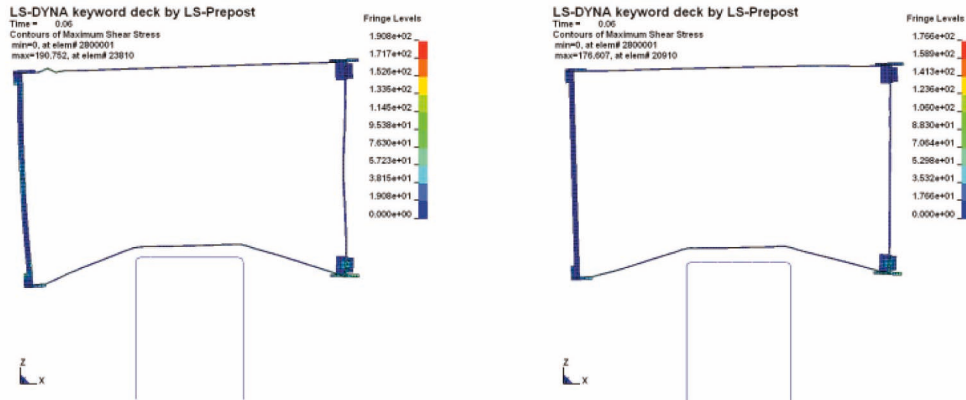 LS-DYNA keyword deck by LS-Prepost
Time = 0.06
Contours of Maximum Shear Stress
min=0, at elem# 2800001
max=190.752, at elem# 23810
Fringe Levels
1.908e+02
1.717e+02
1.526e+02
1.335e+02
1.145e+02
9.538e+01
7.630e+01
5.723e+01
3.815e+01
1.908e+01
0.000e+00
Z
X
LS-DYNA keyword deck by LS-Prepost
Time = 0.06
Contours of Maximum Shear Stress
min=0, at elem# 2800001
max=176.607, at elem# 20910
Fringe Levels
1.766e+02
1.589e+02
1.413e+02
1.236e+02
1.060e+02
8.830e+01
7.064e+01
5.298e+01
3.532e+01
1.766e+01
0.000e+00
Z
X